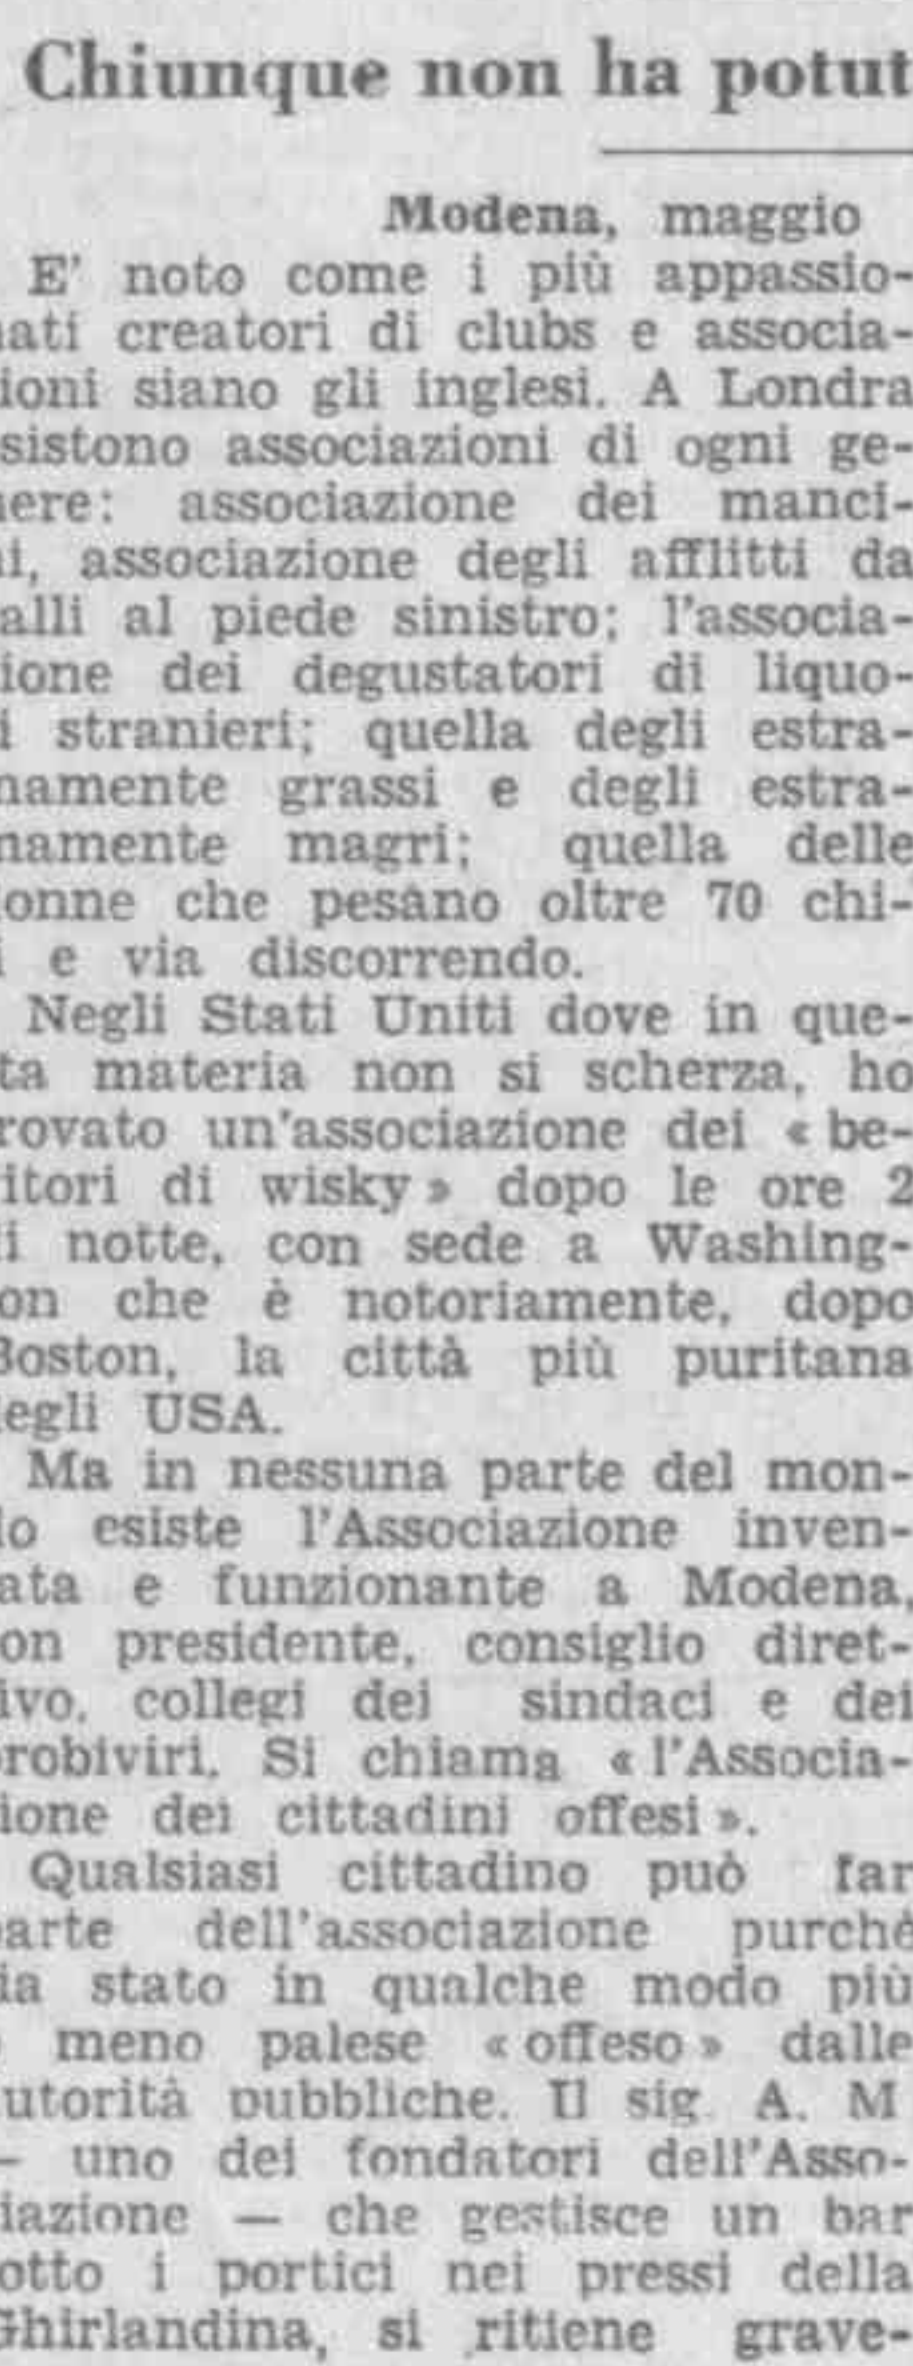 Chiunque non ha potut
Modena, maggio
E' noto come i più appassio-
nati creatori di clubs e associa-
ioni siano gli inglesi. A Londra
sistono associazioni di ogni ge-
nere: associazione dei manci-
ni, associazione degli afflitti da
alli al piede sinistro; l'associa-
ione dei degustatori di liquo-
i stranieri; quella degli estra-
namente grassi e degli estra-
namente magri; quella delle
onne che pesano oltre 70 chi-
i e via discorrendo.
Negli Stati Uniti dove in que-
ta materia non si scherza, ho
rovato un'associazione dei « be-
itori di wisky » dopo le ore 2
i notte, con sede a Washing-
on che è notoriamente, dopo
Boston, la città più puritana
egli USA.
Ma in nessuna parte del mon-
do esiste l'Associazione inven-
ata e funzionante a Modena,
on presidente, consiglio diret-
ivo, collegi dei sindaci e dei
probiviri. Si chiama « l'Associa-
ione dei cittadini offesi ».
Qualsiasi cittadino può far
parte dell'associazione purchè
ia stato in qualche modo più
o meno palese « offeso » dalle
utorità pubbliche. Il sig. A. M
— uno dei fondatori dell'Asso-
iazione — che gestisce un bar
otto i portici nei pressi della
Ghirlandina, si ritiene grave-